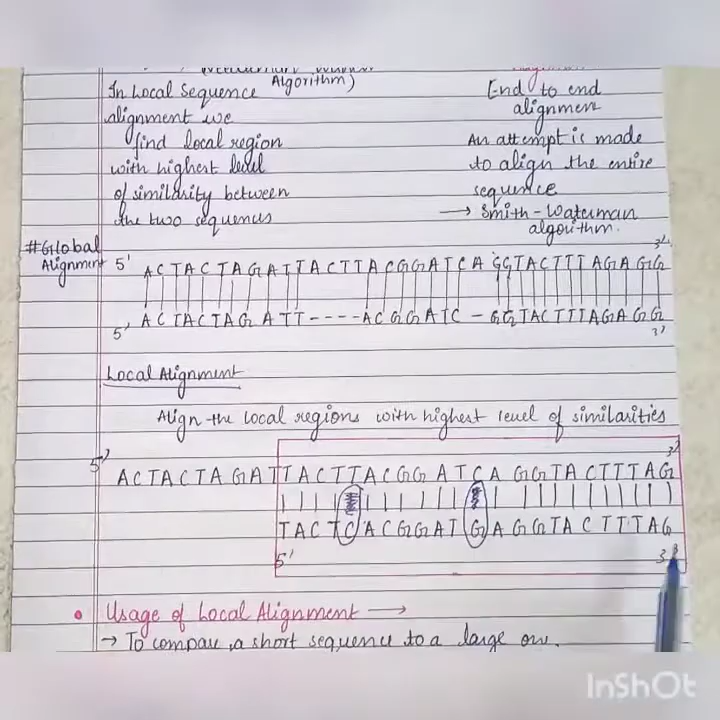 Algorithm)
In Local Sequence
alignment we
find local region
with highest level
of similarity between
the two sequences
End to end
alignment
An attempt is made
to align the entire
sequence
→ Smith-Waterman
algorithm.
#Global
Alignment
3'
5' ACTACTAGATTACTTACGGATCAGGTACTTTAGAGG
5' ACTACTAGATT----ACGGATC-GGTACTTTAGAGG
3'
Local Alignment
Align the local regions with highest level of similarities
5' 3'
ACTACTAGATTACTTACGGATCAGGTACTTTAG
TACTCACGGATGAGGTACTTTAG
5' 3'
• Usage of Local Alignment →
→ To compare a short sequence to a large one.
InShOt